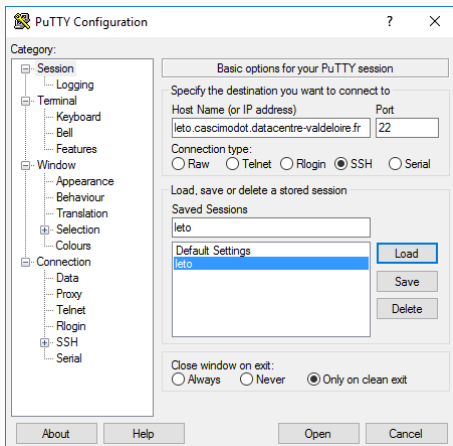 PuTTY Configuration
?
Category:
Session
Logging
Terminal
Keyboard
Bell
Features
Window
Appearance
Behaviour
Translation
Selection
Colours
Connection
Data
Proxy
Telnet
Rlogin
SSH
Serial
Basic options for your PuTTY session
Specify the destination you want to connect to
Host Name (or IP address) Port
leto.cascimodot.datacentre-valdeloire.fr 22
Connection type:
Raw Telnet Rlogin SSH Serial
Load, save or delete a stored session
Saved Sessions
leto
Default Settings
leto
Load
Save
Delete
Close window on exit:
Always Never Only on clean exit
About Help Open Cancel